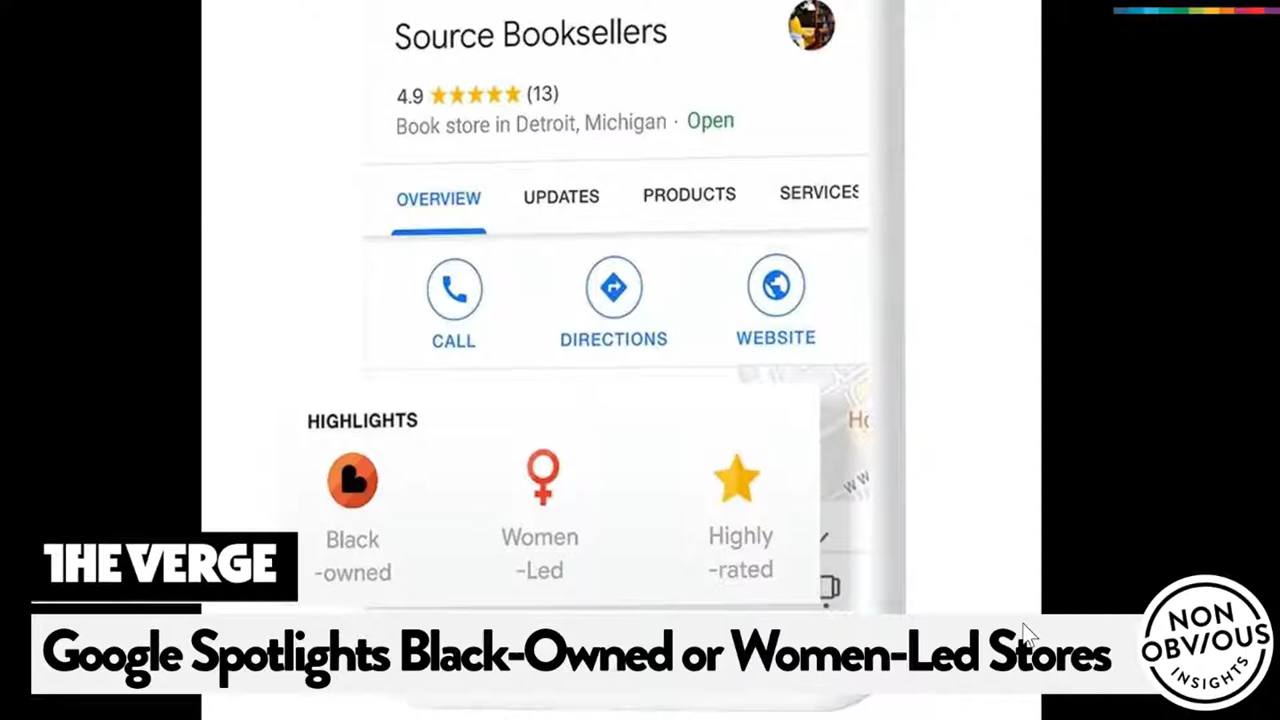 Source Booksellers
4.9 ★★★★★ (13)
Book store in Detroit, Michigan · Open
OVERVIEW UPDATES PRODUCTS SERVICES
CALL DIRECTIONS WEBSITE
HIGHLIGHTS
Black
-owned
Women
-Led
Highly
-rated
THE VERGE
Google Spotlights Black-Owned or Women-Led Stores
NON
OBVIOUS
INSIGHTS